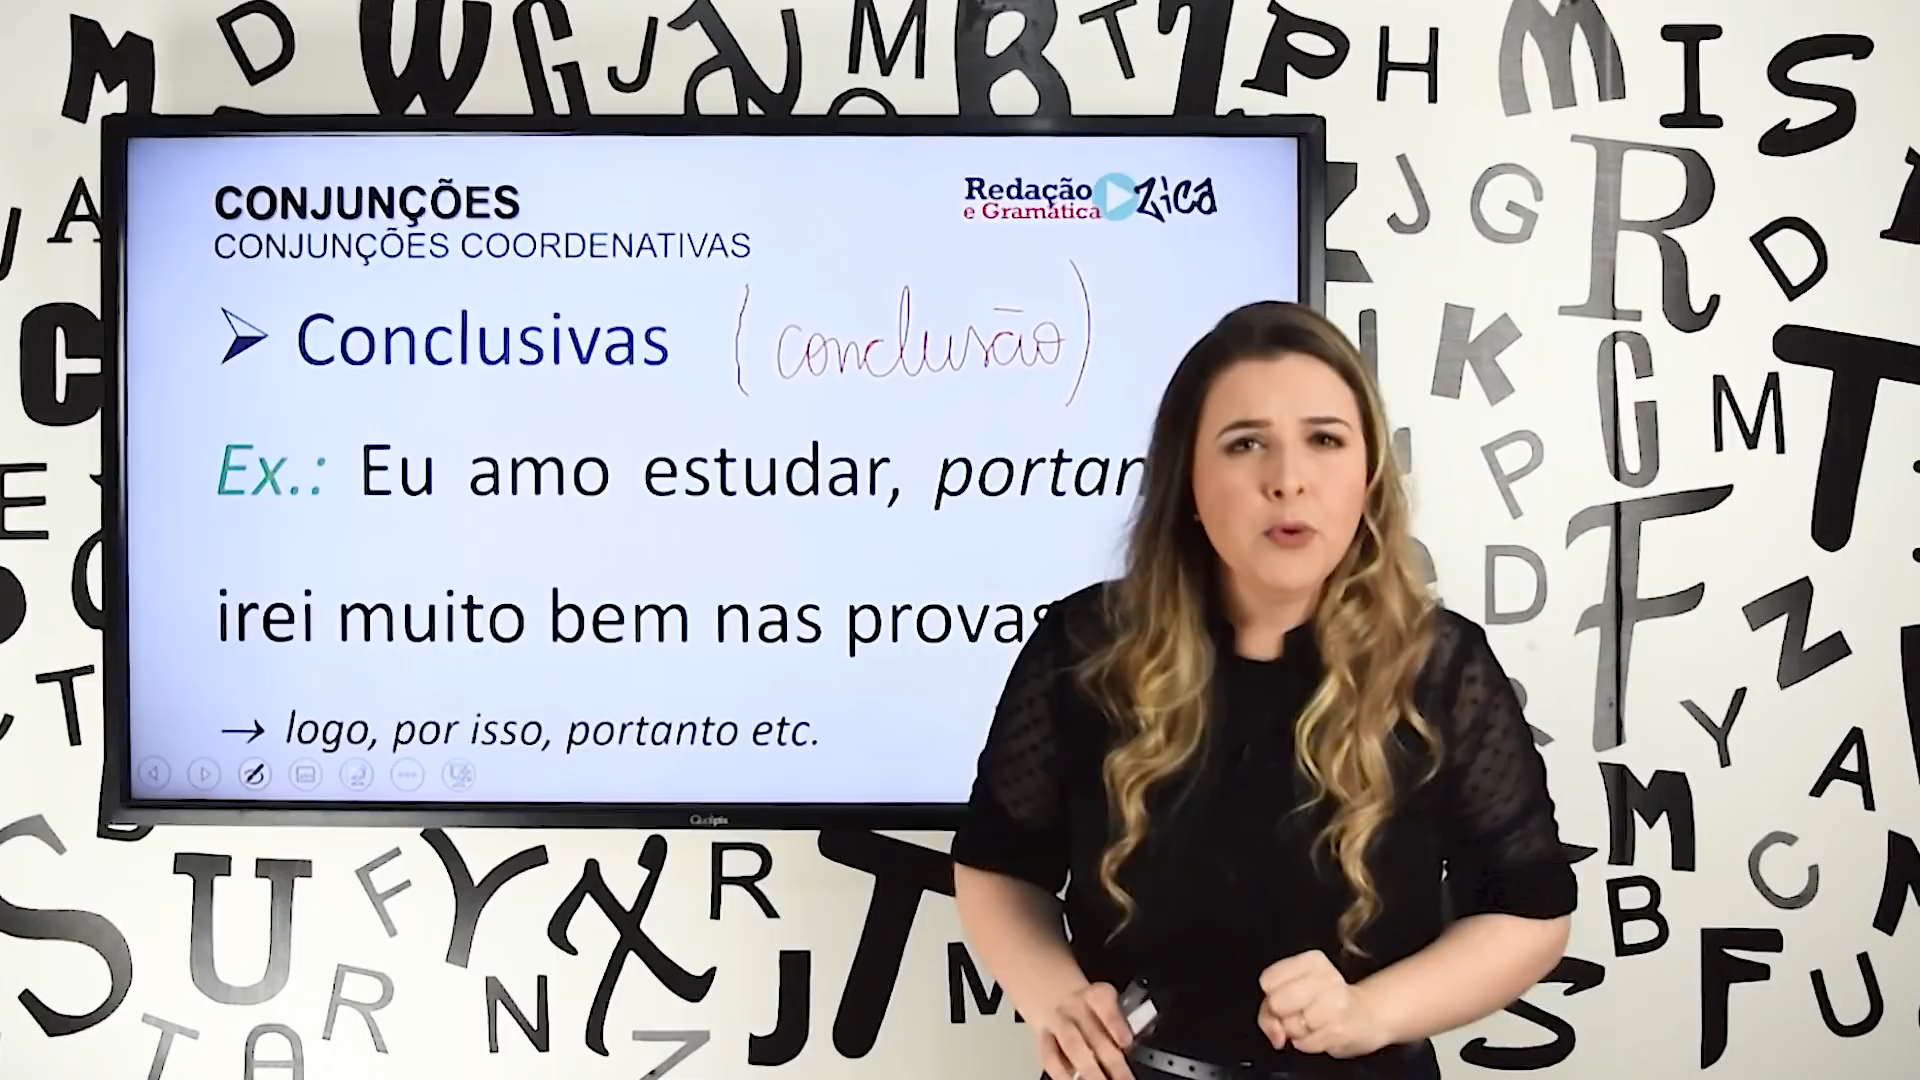 CONJUNÇÕES
CONJUNÇÕES COORDENATIVAS
Redação
e Gramática
Zica
Conclusivas (conclusão)
Ex.: Eu amo estudar, portan
irei muito bem nas provas
→ logo, por isso, portanto etc.